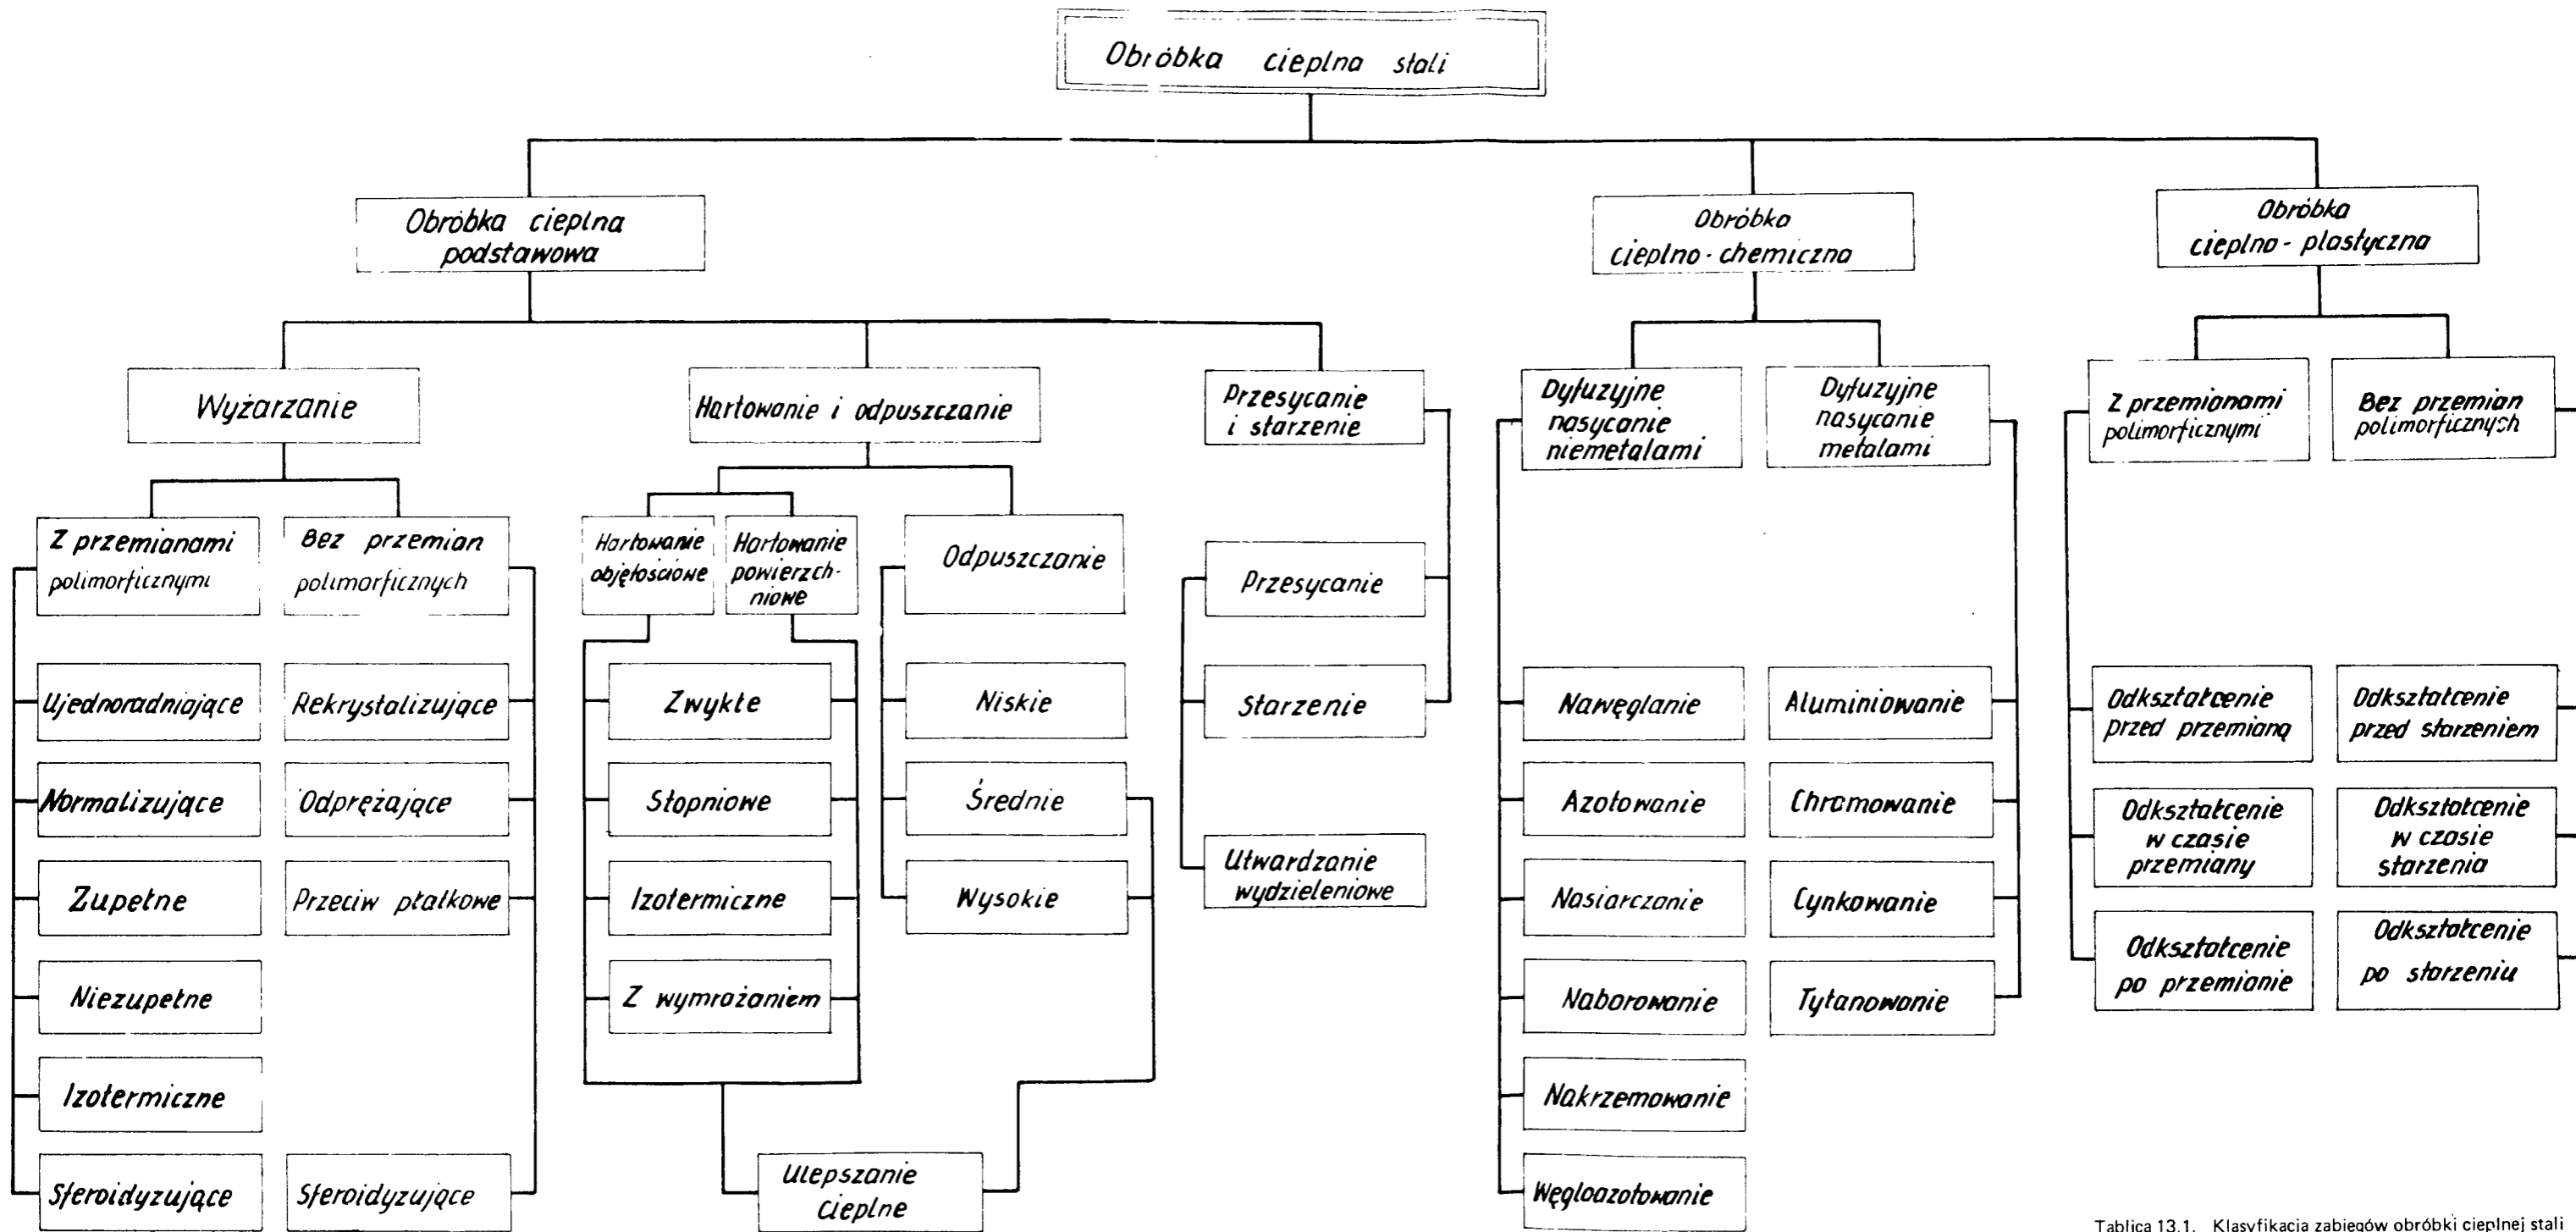 Obróbka cieplna stali
Obróbka cieplna
podstawowa
Obróbka
cieplno-chemiczna
Obróbka
cieplno-plastyczna
Wyżarzanie
Hartowanie i odpuszczanie
Przesycanie
i starzenie
Dyfuzyjne
nasycanie
niemetalami
Dyfuzyjne
nasycanie
metalami
Z przemianami
polimorficznymi
Bez przemian
polimorficznych
Z przemianami
polimorficznymi
Bez przemian
polimorficznych
Hartowanie
objętościowe
Hartowanie
powierzch-
niowe
Odpuszczanie
Przesycanie
Ujednoradniające
Rekrystalizujące
Zwykłe
Niskie
Starzenie
Nawęglanie
Aluminiowanie
Odkształcenie
przed przemianą
Odkształcenie
przed starzeniem
Normalizujące
Odprężające
Stopniowe
Średnie
Azotowanie
Chromowanie
Odkształcenie
w czasie
przemiany
Odkształcenie
w czasie
starzenia
Zupełne
Przeciw płatkowe
Izotermiczne
Wysokie
Utwardzanie
wydzieleniowe
Nasiarczanie
Cynkowanie
Odkształcenie
po przemianie
Odkształcenie
po starzeniu
Niezupełne
Z wymrażaniem
Naborowanie
Tytanowanie
Izotermiczne
Nakrzemowanie
Sferoidyzujące
Sferoidyzujące
Ulepszanie
cieplne
Węgloazotowanie
Tablica 13.1. Klasyfikacja zabiegów obróbki cieplnej stali